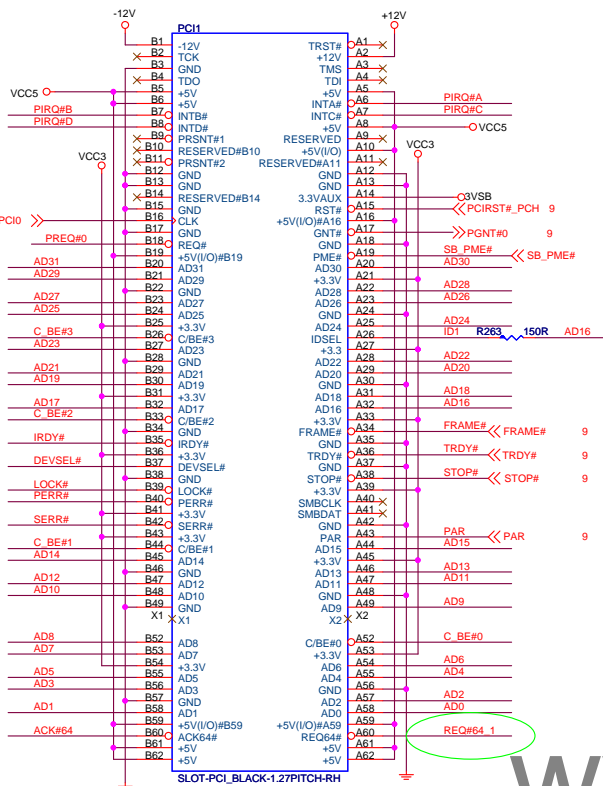 -12V
+12V
PCI1
B1 -12V TRST# A1
B2 TCK +12V A2
B3 GND TMS A3
B4 TDO TDI A4
VCC5 B5 +5V +5V A5
B6 +5V INTA# A6 PIRQ#A
PIRQ#B B7 INTB# INTC# A7 PIRQ#C
PIRQ#D B8 INTD# +5V A8 VCC5
B9 PRSNT#1 RESERVED A9
B10 RESERVED#B10 +5V(I/O) A10
VCC3 B11 PRSNT#2 RESERVED#A11 A11 VCC3
B12 GND GND A12
B13 GND GND A13
B14 RESERVED#B14 3.3VAUX A14 3VSB
B15 GND RST# A15 PCIRST#_PCH 9
PCI0 B16 CLK +5V(I/O)#A16 A16
B17 GND GNT# A17 PGNT#0 9
PREQ#0 B18 REQ# GND A18
B19 +5V(I/O)#B19 PME# A19 SB_PME# SB_PME#
AD31 B20 AD31 AD30 A20 AD30
AD29 B21 AD29 +3.3V A21
B22 GND AD28 A22 AD28
AD27 B23 AD27 AD26 A23 AD26
AD25 B24 AD25 GND A24
B25 +3.3V AD24 A25 AD24
C_BE#3 B26 C/BE#3 IDSEL A26 ID1 R263 150R AD16
AD23 B27 AD23 +3.3 A27
B28 GND AD22 A28 AD22
AD21 B29 AD21 AD20 A29 AD20
AD19 B30 AD19 GND A30
B31 +3.3V AD18 A31 AD18
AD17 B32 AD17 AD16 A32 AD16
C_BE#2 B33 C/BE#2 +3.3V A33
B34 GND FRAME# A34 FRAME# FRAME# 9
IRDY# B35 IRDY# GND A35
B36 +3.3V TRDY# A36 TRDY# TRDY# 9
DEVSEL# B37 DEVSEL# GND A37
B38 GND STOP# A38 STOP# STOP# 9
LOCK# B39 LOCK# +3.3V A39
PERR# B40 PERR# SMBCLK A40
B41 +3.3V SMBDAT A41
SERR# B42 SERR# GND A42
B43 +3.3V PAR A43 PAR PAR 9
C_BE#1 B44 C/BE#1 AD15 A44 AD15
AD14 B45 AD14 +3.3V A45
B46 GND AD13 A46 AD13
AD12 B47 AD12 AD11 A47 AD11
AD10 B48 AD10 GND A48
B49 GND AD9 A49 AD9
X1 X1 X2 X2
AD8 B52 AD8 C/BE#0 A52 C_BE#0
AD7 B53 AD7 +3.3V A53
B54 +3.3V AD6 A54 AD6
AD5 B55 AD5 AD4 A55 AD4
AD3 B56 AD3 GND A56
B57 GND AD2 A57 AD2
AD1 B58 AD1 AD0 A58 AD0
B59 +5V(I/O)#B59 +5V(I/O)#A59 A59
ACK#64 B60 ACK64# REQ64# A60 REQ#64_1
B61 +5V +5V A61
B62 +5V +5V A62
SLOT-PCI_BLACK-1.27PITCH-RH